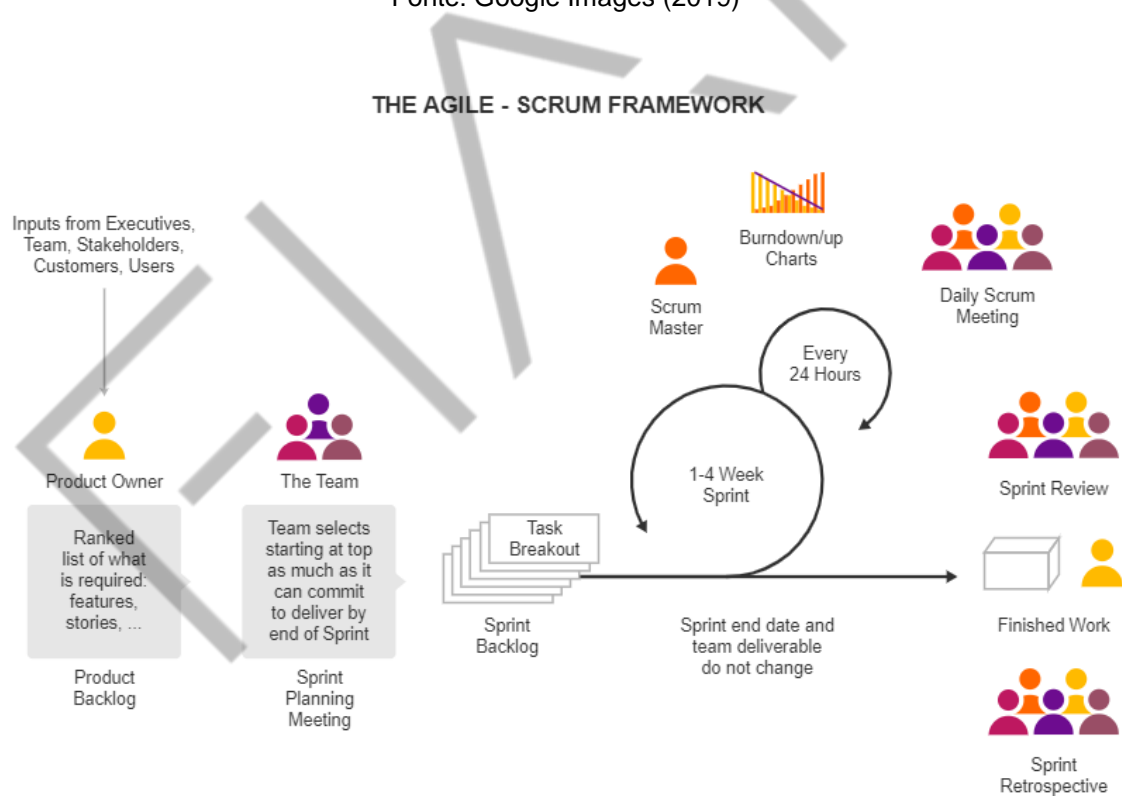 Fonte: Google Images (2019)
THE AGILE - SCRUM FRAMEWORK
Inputs from Executives,
Team, Stakeholders,
Customers, Users
Product Owner
Ranked
list of what
is required:
features,
stories, ...
Product
Backlog
The Team
Team selects
starting at top
as much as it
can commit
to deliver by
end of Sprint
Sprint
Planning
Meeting
Task
Breakout
Sprint
Backlog
Scrum
Master
Burndown/up
Charts
Every
24 Hours
1-4 Week
Sprint
Sprint end date and
team deliverable
do not change
Daily Scrum
Meeting
Sprint Review
Finished Work
Sprint
Retrospective